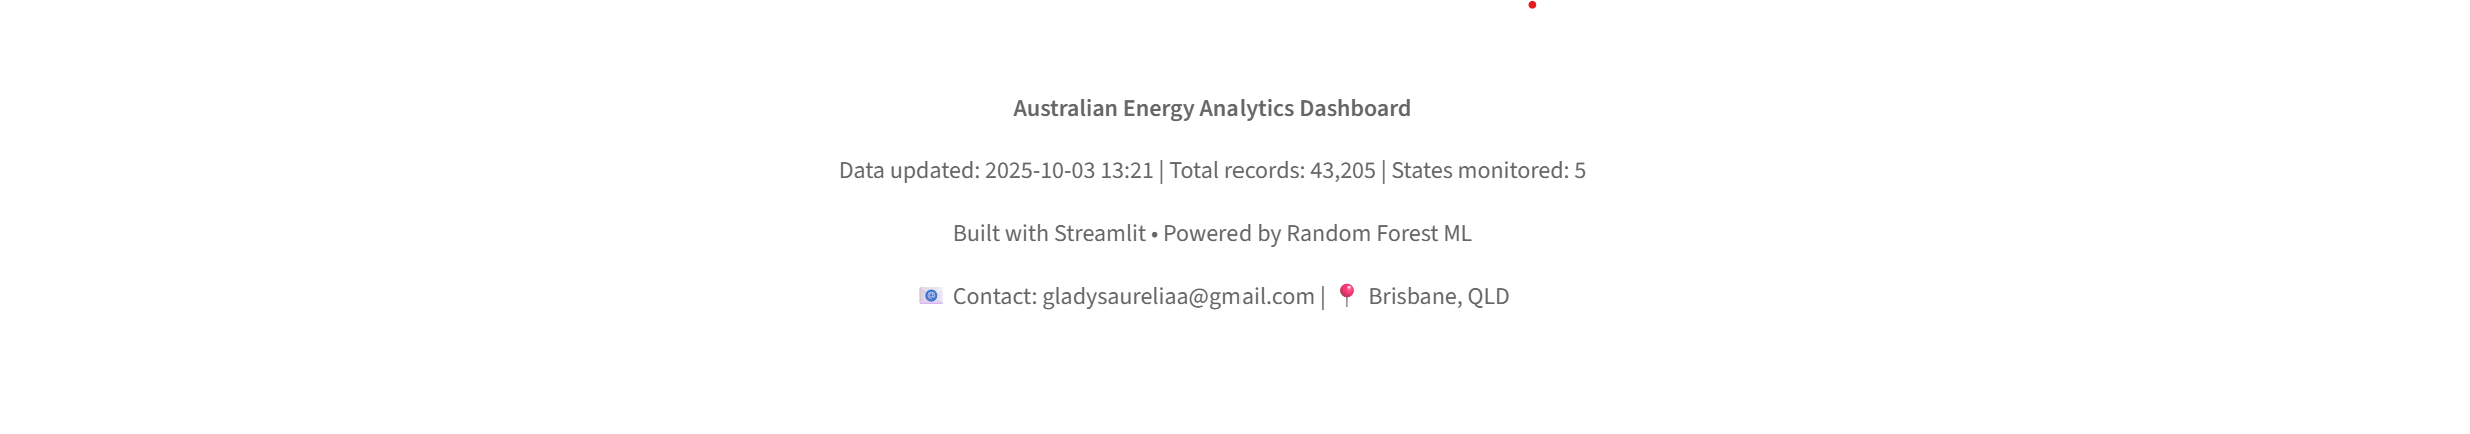 Australian Energy Analytics Dashboard
Data updated: 2025-10-03 13:21 | Total records: 43,205 | States monitored: 5
Built with Streamlit • Powered by Random Forest ML
📧 Contact: gladysaureliaa@gmail.com | 📍 Brisbane, QLD